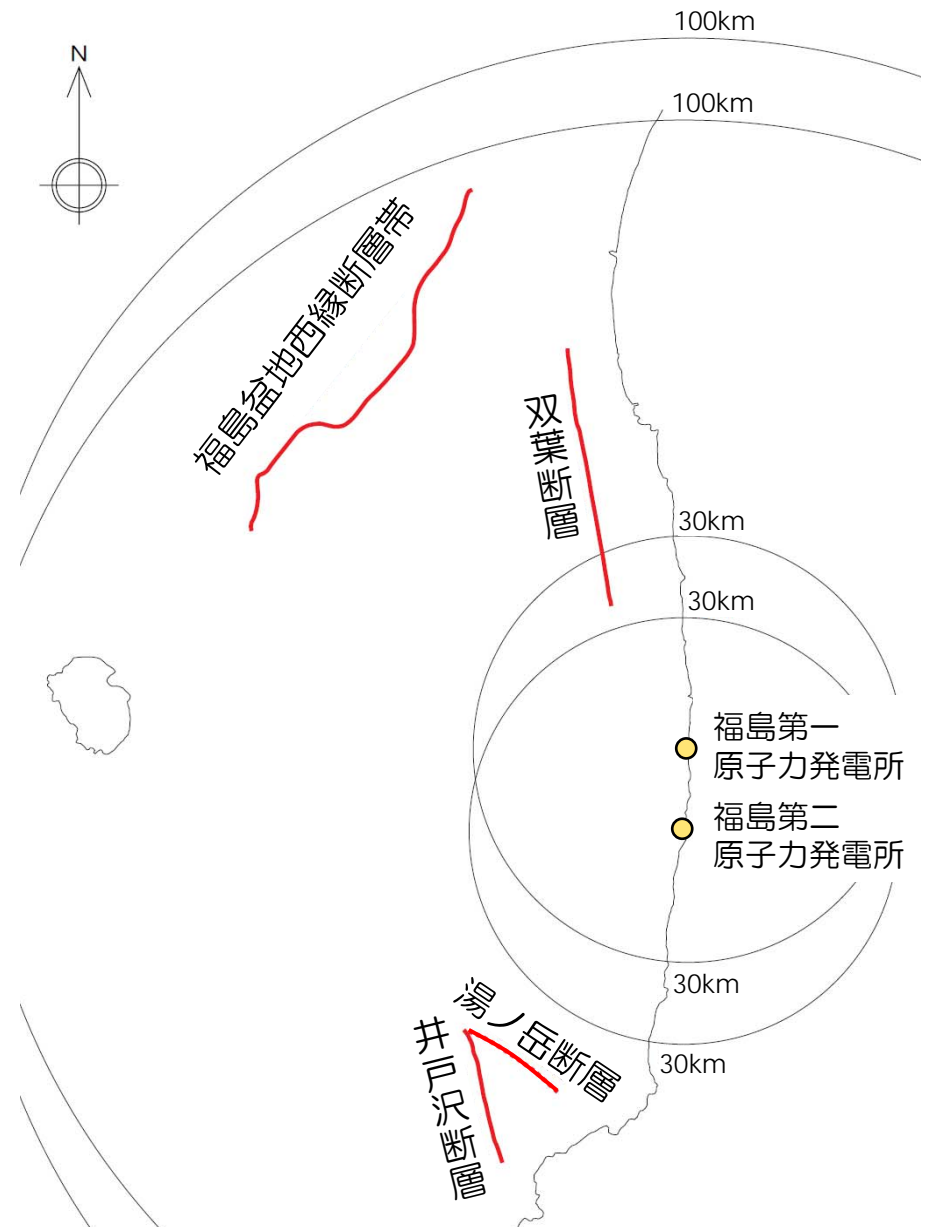 100km
N
100km
福島盆地西縁断層帯
双葉断層
30km
30km
福島第一
原子力発電所
福島第二
原子力発電所
30km
湯ノ岳断層
井戸沢断層
30km